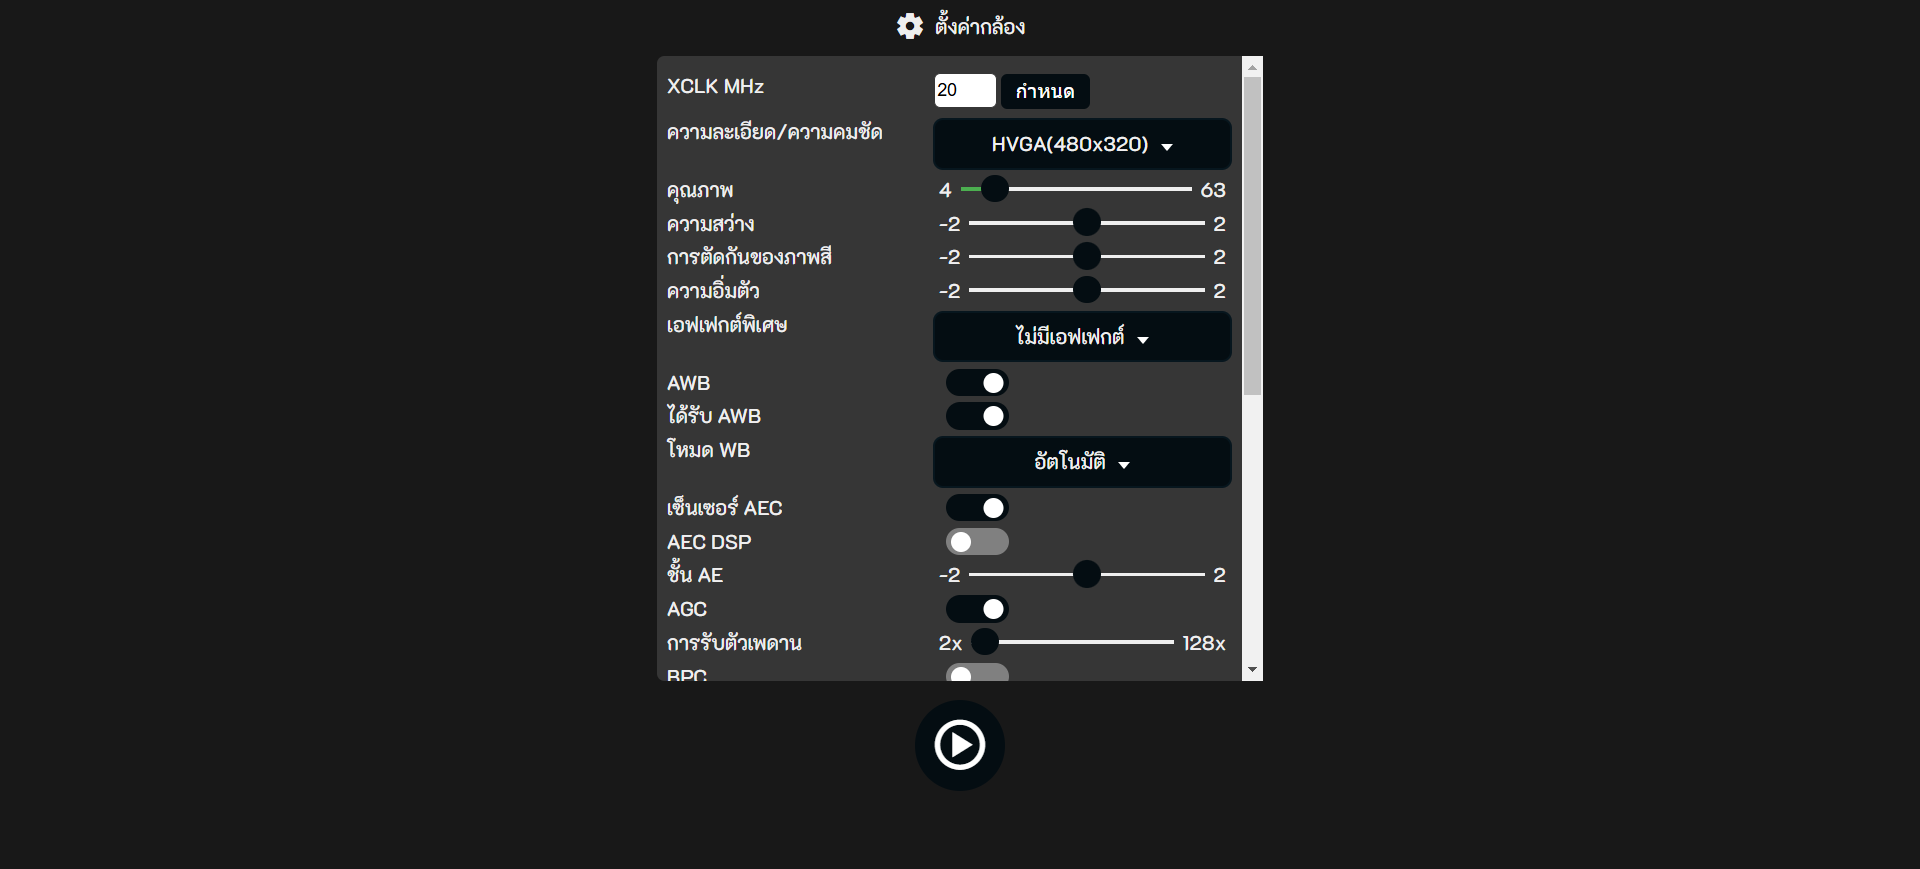 ตั้งค่ากล้อง
XCLK MHz 20 กำหนด
ความละเอียด/ความคมชัด HVGA(480x320)
คุณภาพ 4 63
ความสว่าง -2 2
การตัดกันของภาพสี -2 2
ความอิ่มตัว -2 2
เอฟเฟกต์พิเศษ ไม่มีเอฟเฟกต์
AWB
ได้รับ AWB
โหมด WB อัตโนมัติ
เซ็นเซอร์ AEC
AEC DSP
ชั้น AE -2 2
AGC
การรับตัวเพดาน 2x 128x
BPC